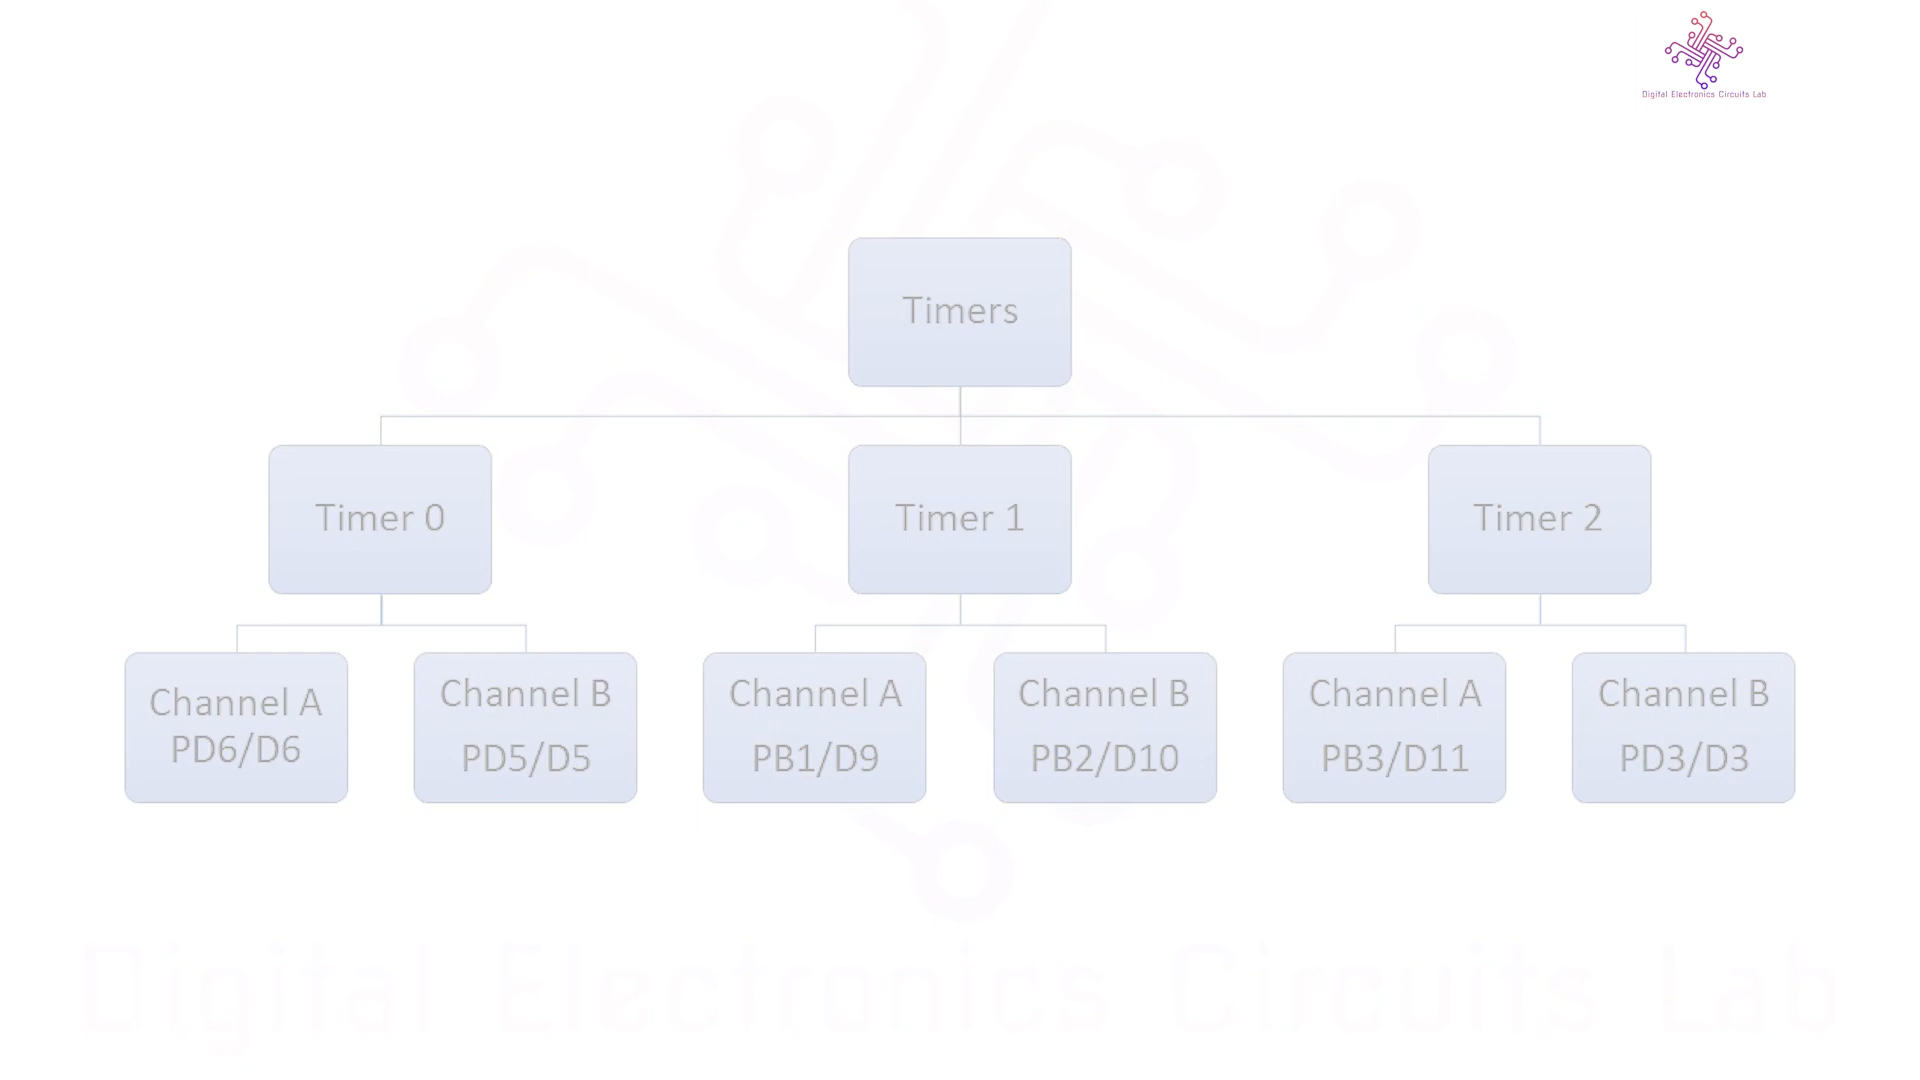 Digital Electronics Circuits Lab
Timers
Timer 0
Timer 1
Timer 2
Channel A
PD6/D6
Channel B
PD5/D5
Channel A
PB1/D9
Channel B
PB2/D10
Channel A
PB3/D11
Channel B
PD3/D3
Digital Electronics Circuits Lab